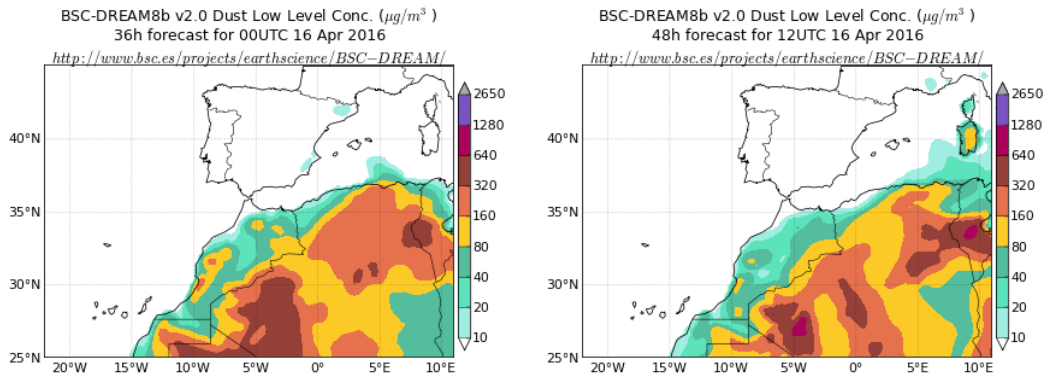 BSC-DREAM8b v2.0 Dust Low Level Conc. (μg/m³)
36h forecast for 00UTC 16 Apr 2016
http://www.bsc.es/projects/earthscience/BSC−DREAM/
40°N
35°N
30°N
25°N
20°W
15°W
10°W
5°W
0°
5°E
10°E
2650
1280
640
320
160
80
40
20
10
BSC-DREAM8b v2.0 Dust Low Level Conc. (μg/m³)
48h forecast for 12UTC 16 Apr 2016
http://www.bsc.es/projects/earthscience/BSC−DREAM/
40°N
35°N
30°N
25°N
20°W
15°W
10°W
5°W
0°
5°E
10°E
2650
1280
640
320
160
80
40
20
10